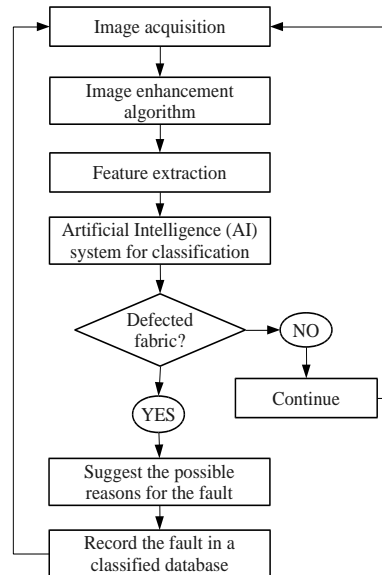 Image acquisition
Image enhancement
algorithm
Feature extraction
Artificial Intelligence (AI)
system for classification
Defected
fabric?
NO
YES
Continue
Suggest the possible
reasons for the fault
Record the fault in a
classified database